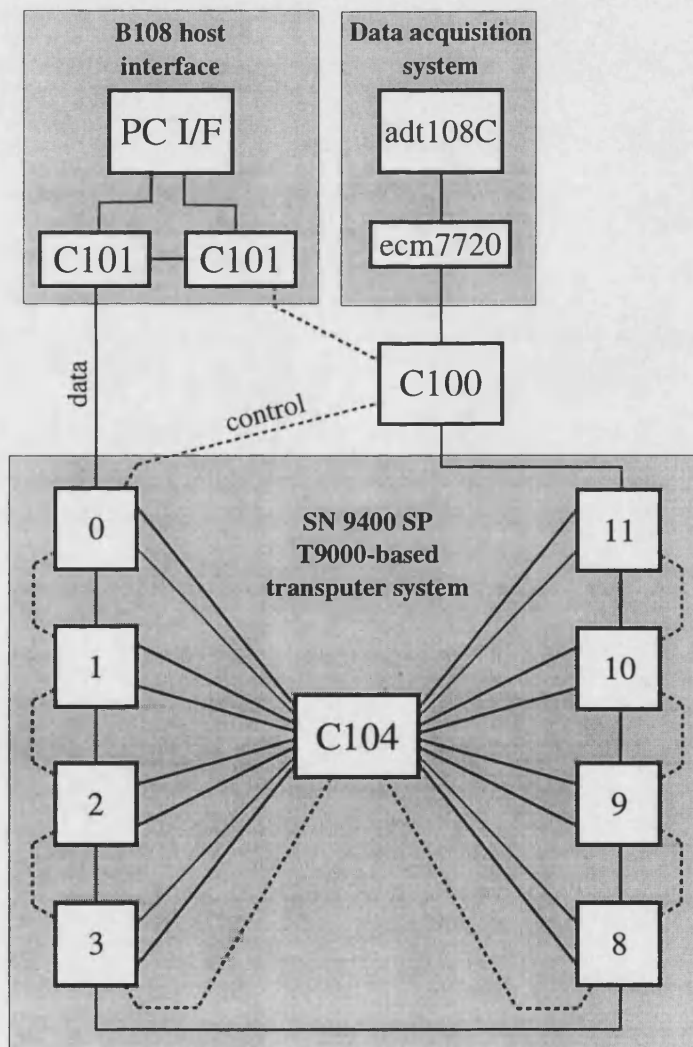 B108 host
interface
PC I/F
C101
C101
Data acquisition
system
adt108C
ecm7720
C100
data
control
SN 9400 SP
T9000-based
transputer system
0
1
2
3
C104
11
10
9
8